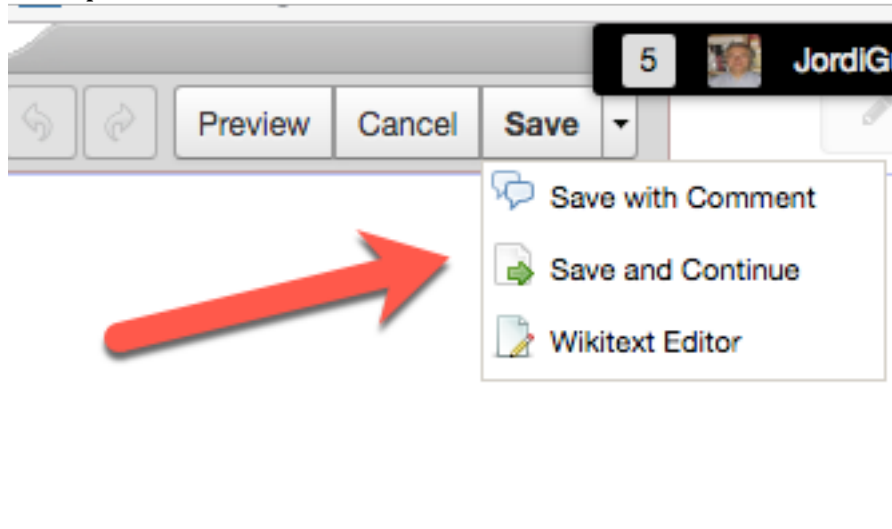 5 JordiG
Preview Cancel Save
Save with Comment
Save and Continue
Wikitext Editor